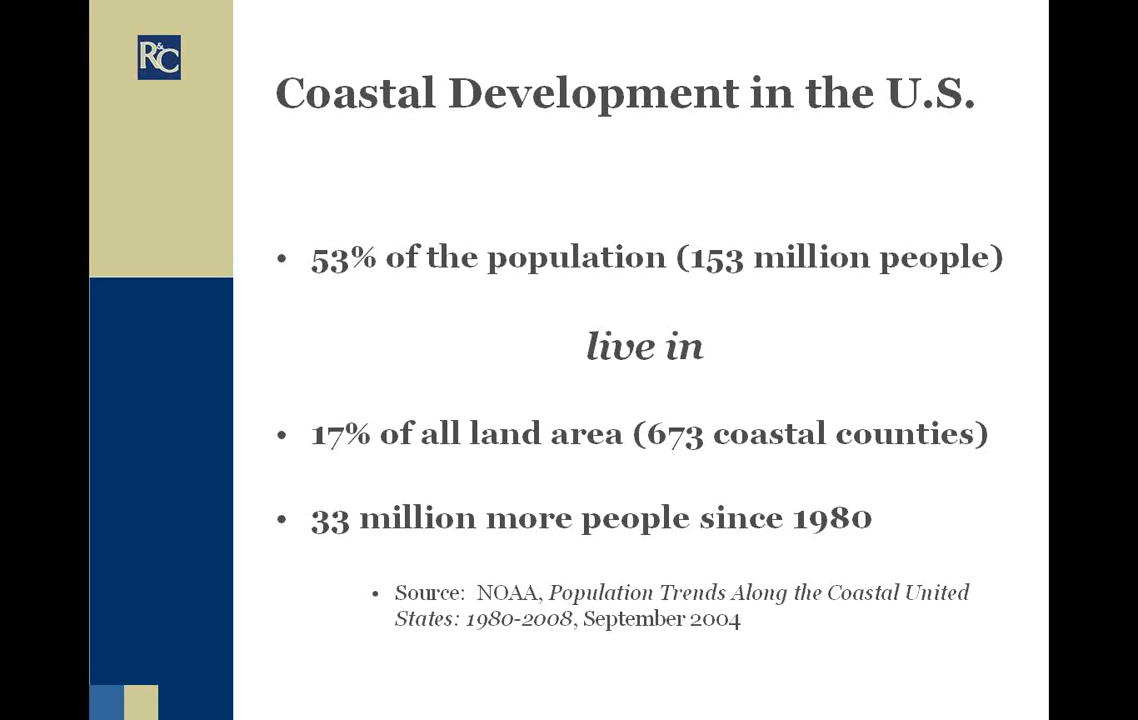 R&C
Coastal Development in the U.S.
• 53% of the population (153 million people)
live in
• 17% of all land area (673 coastal counties)
• 33 million more people since 1980
• Source: NOAA, Population Trends Along the Coastal United
States: 1980-2008, September 2004